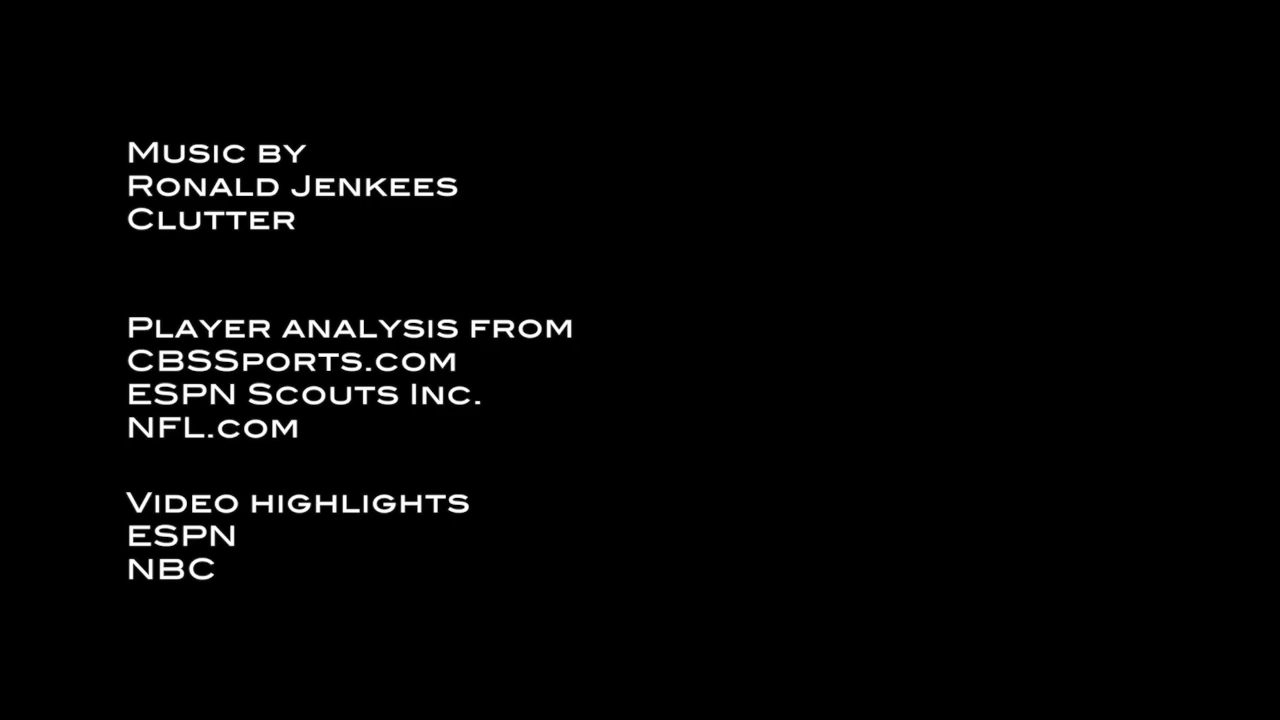 Music by
Ronald Jenkees
Clutter
Player analysis from
CBSSports.com
ESPN Scouts Inc.
NFL.com
Video highlights
ESPN
NBC